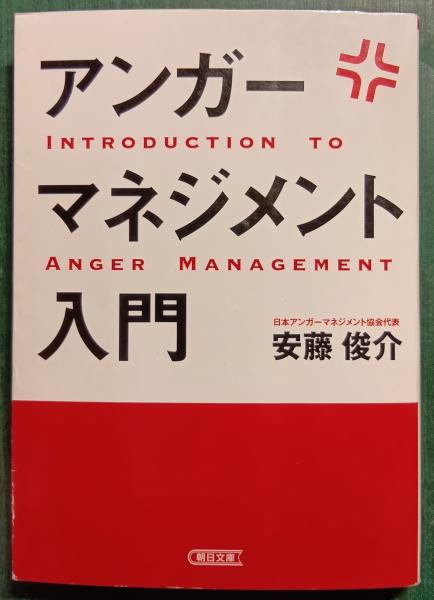 アンガー
INTRODUCTION TO
マネジメント
ANGER MANAGEMENT
入門
日本アンガーマネジメント協会代表
安藤 俊介
朝日文庫